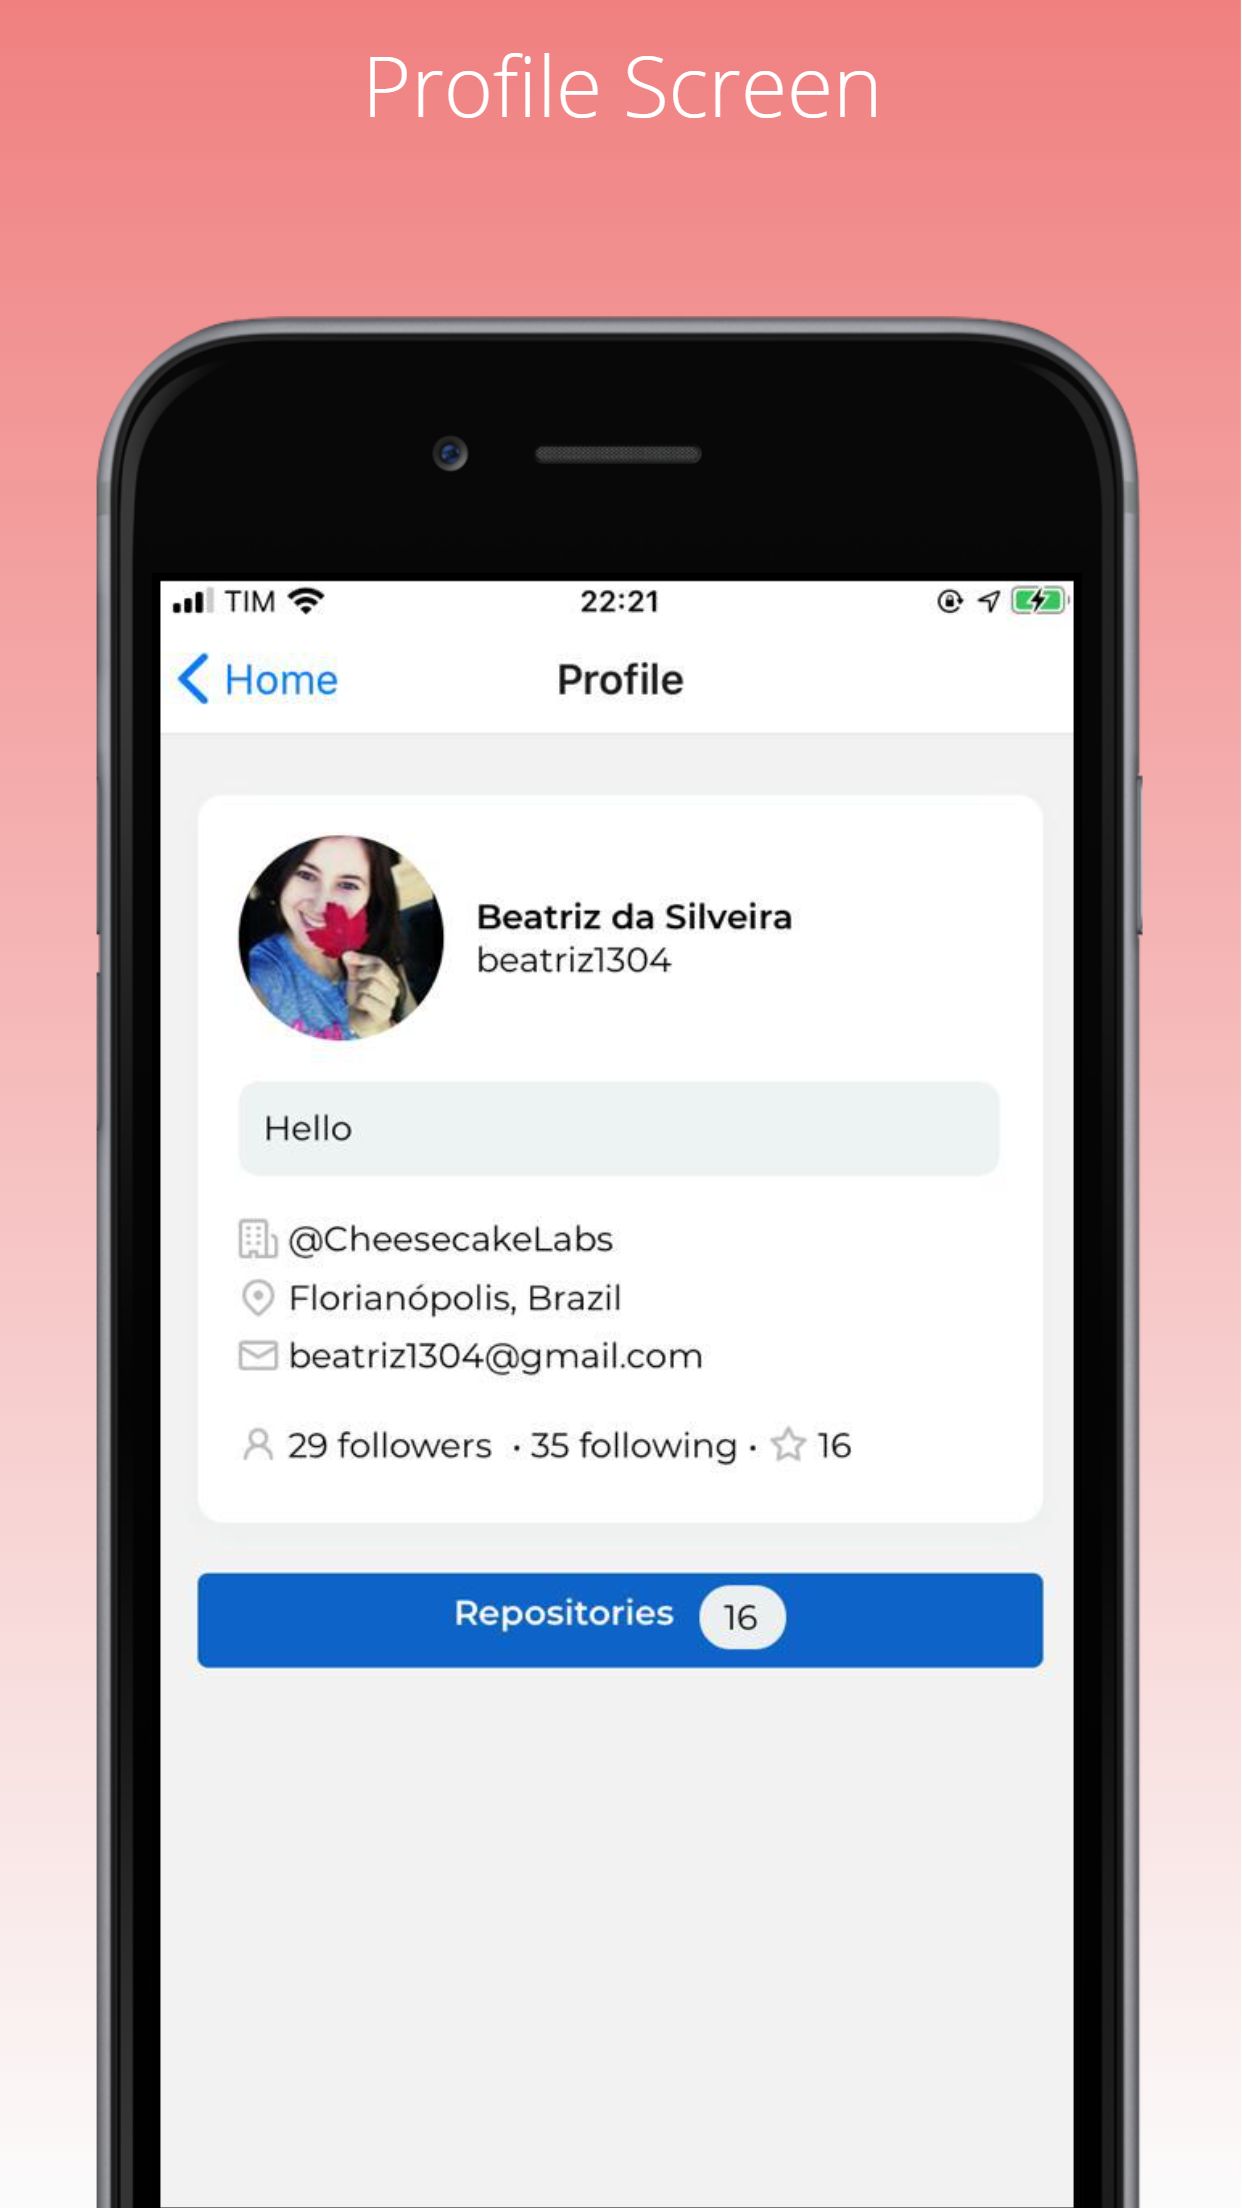 Profile Screen
TIM 22:21
Home Profile
Beatriz da Silveira
beatriz1304
Hello
@CheesecakeLabs
Florianópolis, Brazil
beatriz1304@gmail.com
29 followers • 35 following • 16
Repositories 16